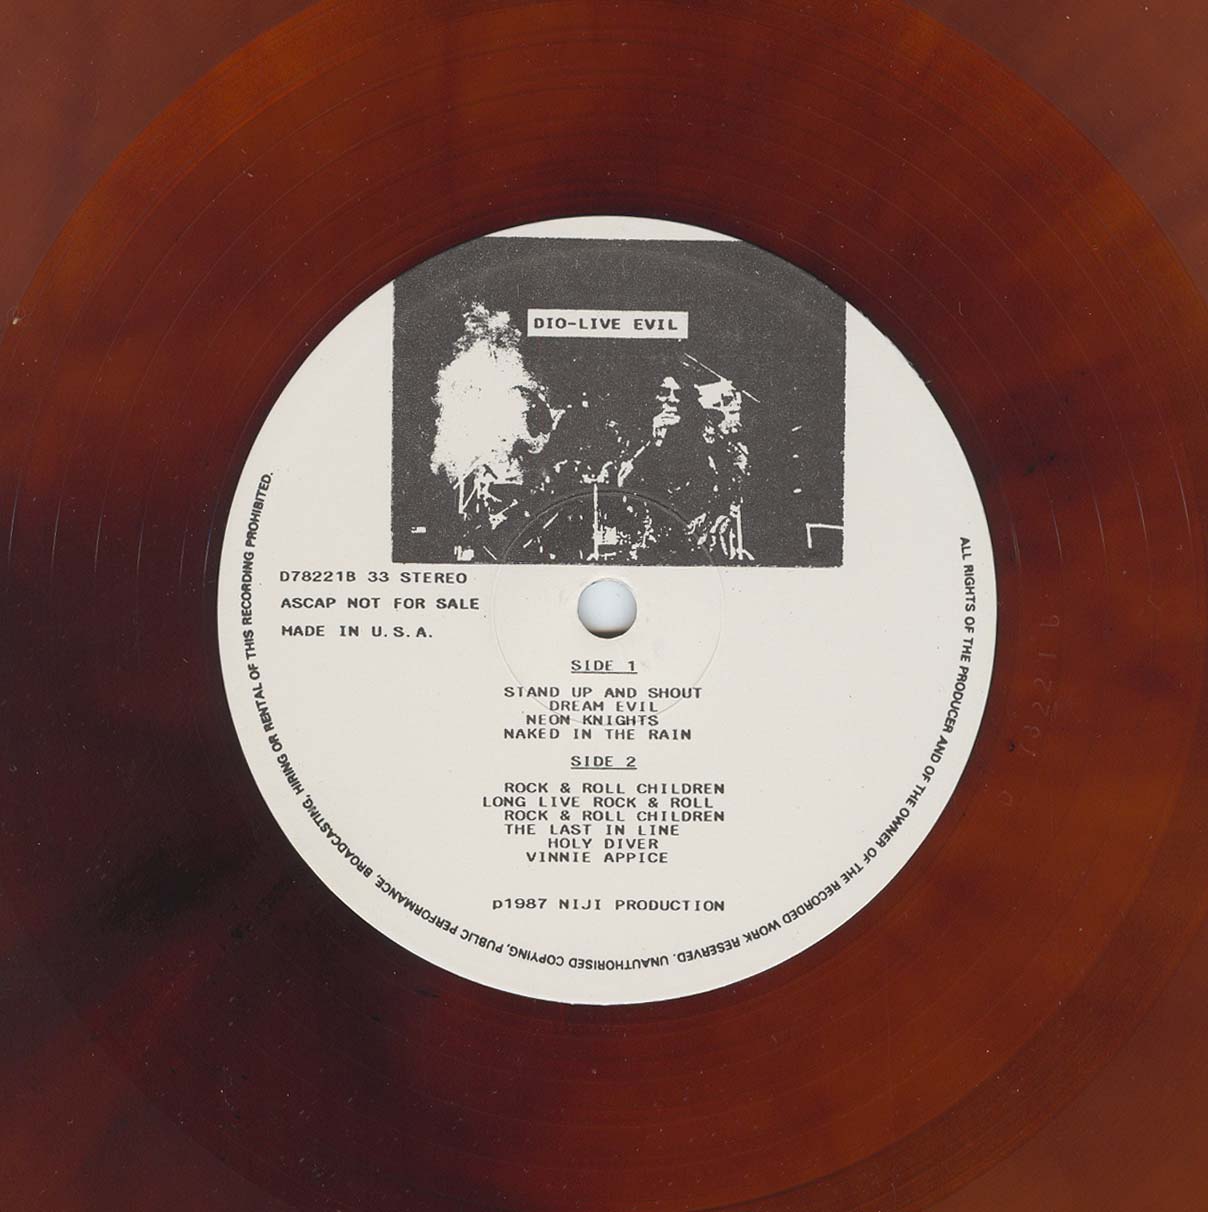 DIO-LIVE EVIL
D78221B 33 STEREO
ASCAP NOT FOR SALE
MADE IN U.S.A.
SIDE 1
STAND UP AND SHOUT
DREAM EVIL
NEON KNIGHTS
NAKED IN THE RAIN
SIDE 2
ROCK & ROLL CHILDREN
LONG LIVE ROCK & ROLL
ROCK & ROLL CHILDREN
THE LAST IN LINE
HOLY DIVER
VINNIE APPICE
p1987 NIJI PRODUCTION
ALL RIGHTS OF THE PRODUCER AND OF THE OWNER OF THE RECORDED WORK RESERVED. UNAUTHORISED COPYING, PUBLIC PERFORMANCE, BROADCASTING, HIRING OR RENTAL OF THIS RECORDING PROHIBITED.